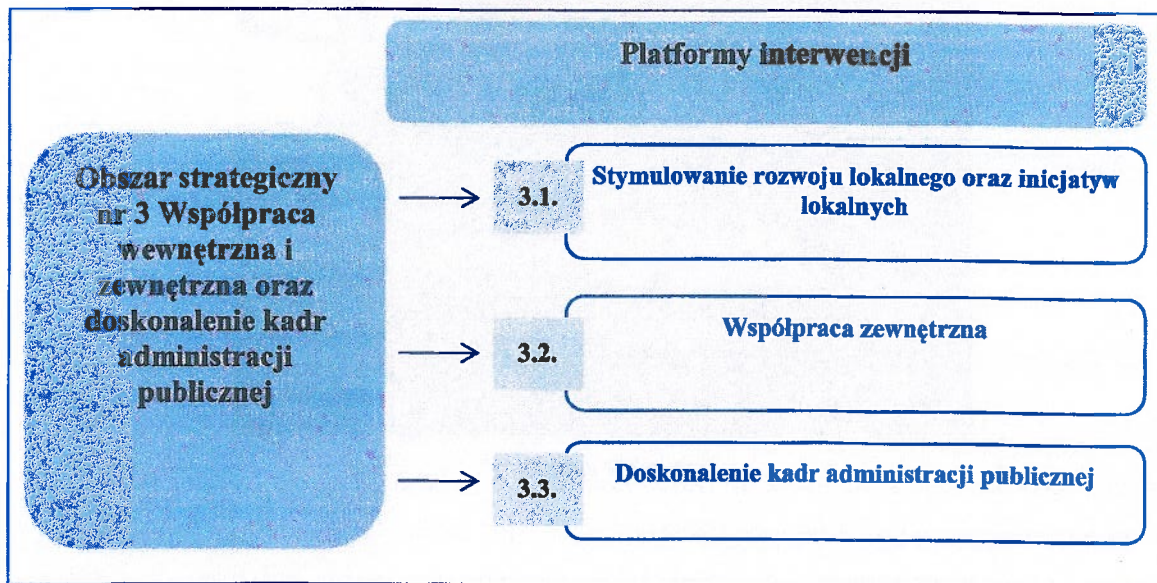 Platformy interwencji
Obszar strategiczny
nr 3 Współpraca
wewnętrzna i
zewnętrzna oraz
doskonalenie kadr
administracji
publicznej
3.1.
Stymulowanie rozwoju lokalnego oraz inicjatyw
lokalnych
3.2.
Współpraca zewnętrzna
3.3.
Doskonalenie kadr administracji publicznej